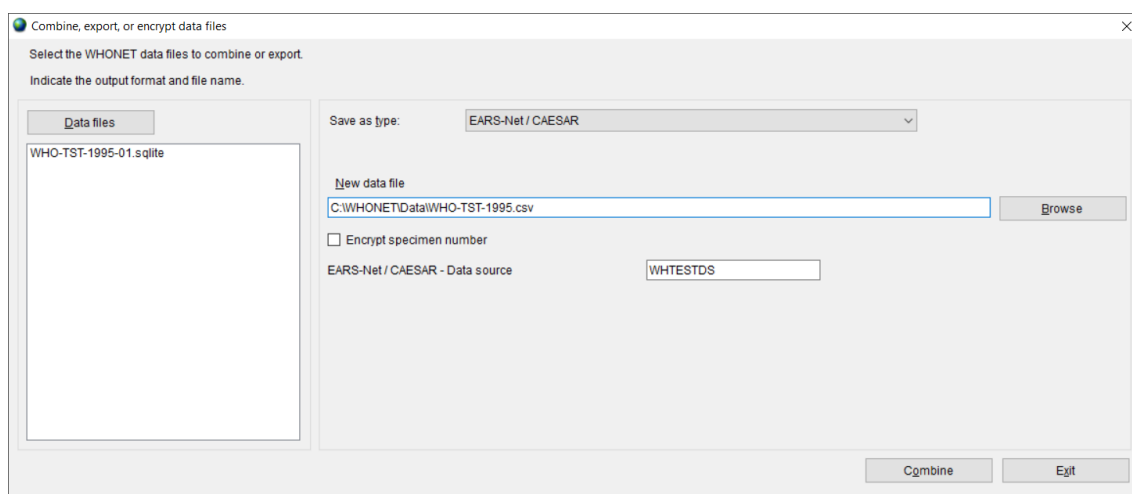 Combine, export, or encrypt data files
Select the WHONET data files to combine or export.
Indicate the output format and file name.
Data files
WHO-TST-1995-01.sqlite
Save as type:
EARS-Net / CAESAR
New data file
C:\WHONET\Data\WHO-TST-1995.csv
Browse
Encrypt specimen number
EARS-Net / CAESAR - Data source
WHTESTDS
Combine
Exit